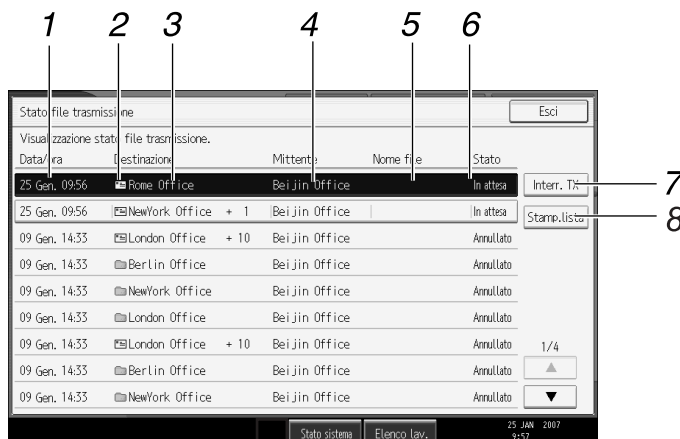 1 2 3 4 5 6
Stato file trasmissione Esci
Visualizzazione stato file trasmissione.
Data/ora Destinazione Mittente Nome file Stato
25 Gen. 09:56 Rome Office Beijin Office In attesa Interr. TX 7
25 Gen. 09:56 NewYork Office + 1 Beijin Office In attesa Stamp.lista 8
09 Gen. 14:33 London Office + 10 Beijin Office Annullato
09 Gen. 14:33 Berlin Office Beijin Office Annullato
09 Gen. 14:33 NewYork Office Beijin Office Annullato
09 Gen. 14:33 London Office Beijin Office Annullato
09 Gen. 14:33 London Office + 10 Beijin Office Annullato 1/4
09 Gen. 14:33 Berlin Office Beijin Office Annullato ▲
09 Gen. 14:33 NewYork Office Beijin Office Annullato ▼
Stato sistema Elenco lav. 25 JAN 2007
9:57